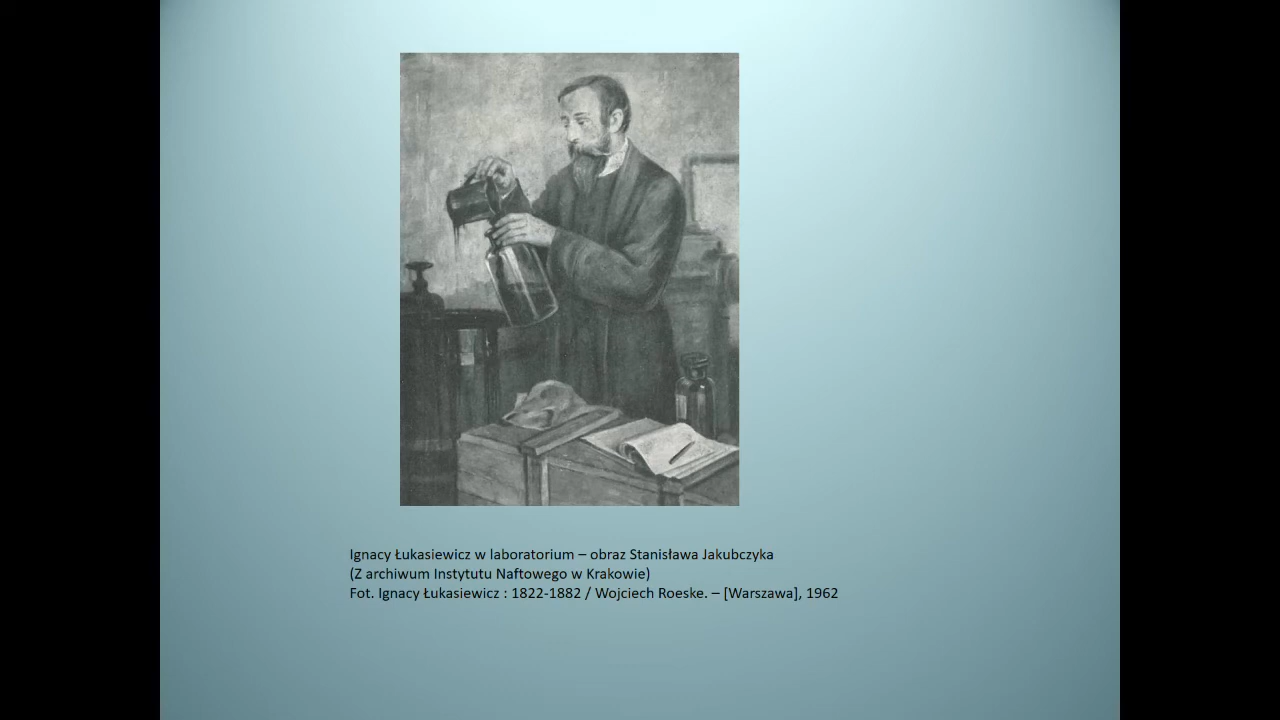 Ignacy Łukasiewicz w laboratorium – obraz Stanisława Jakubczyka
(Z archiwum Instytutu Naftowego w Krakowie)
Fot. Ignacy Łukasiewicz : 1822-1882 / Wojciech Roeske. – [Warszawa], 1962